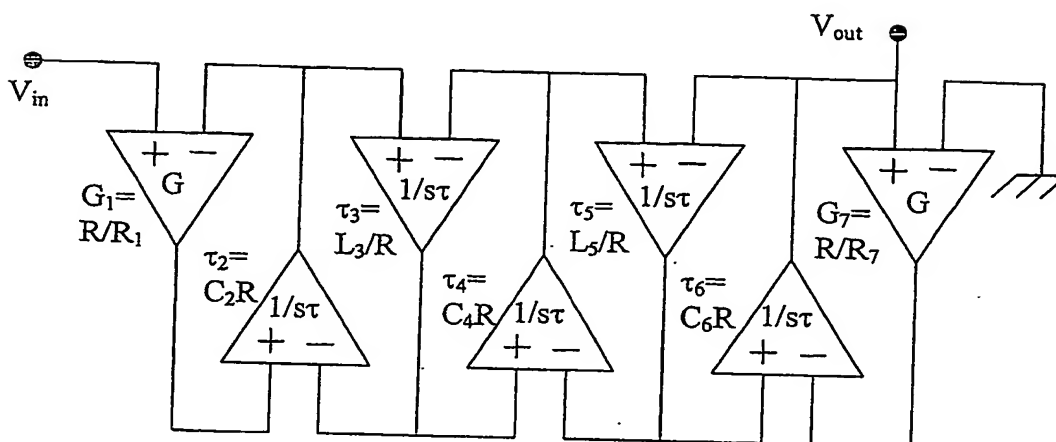 V_in
V_out
+ −
G
G₁=
R/R₁
+ −
1/sτ
τ₃=
L₃/R
+ −
1/sτ
τ₅=
L₅/R
+ −
G
G₇=
R/R₇
τ₂=
C₂R
1/sτ
+ −
τ₄=
C₄R
1/sτ
+ −
τ₆=
C₆R
1/sτ
+ −